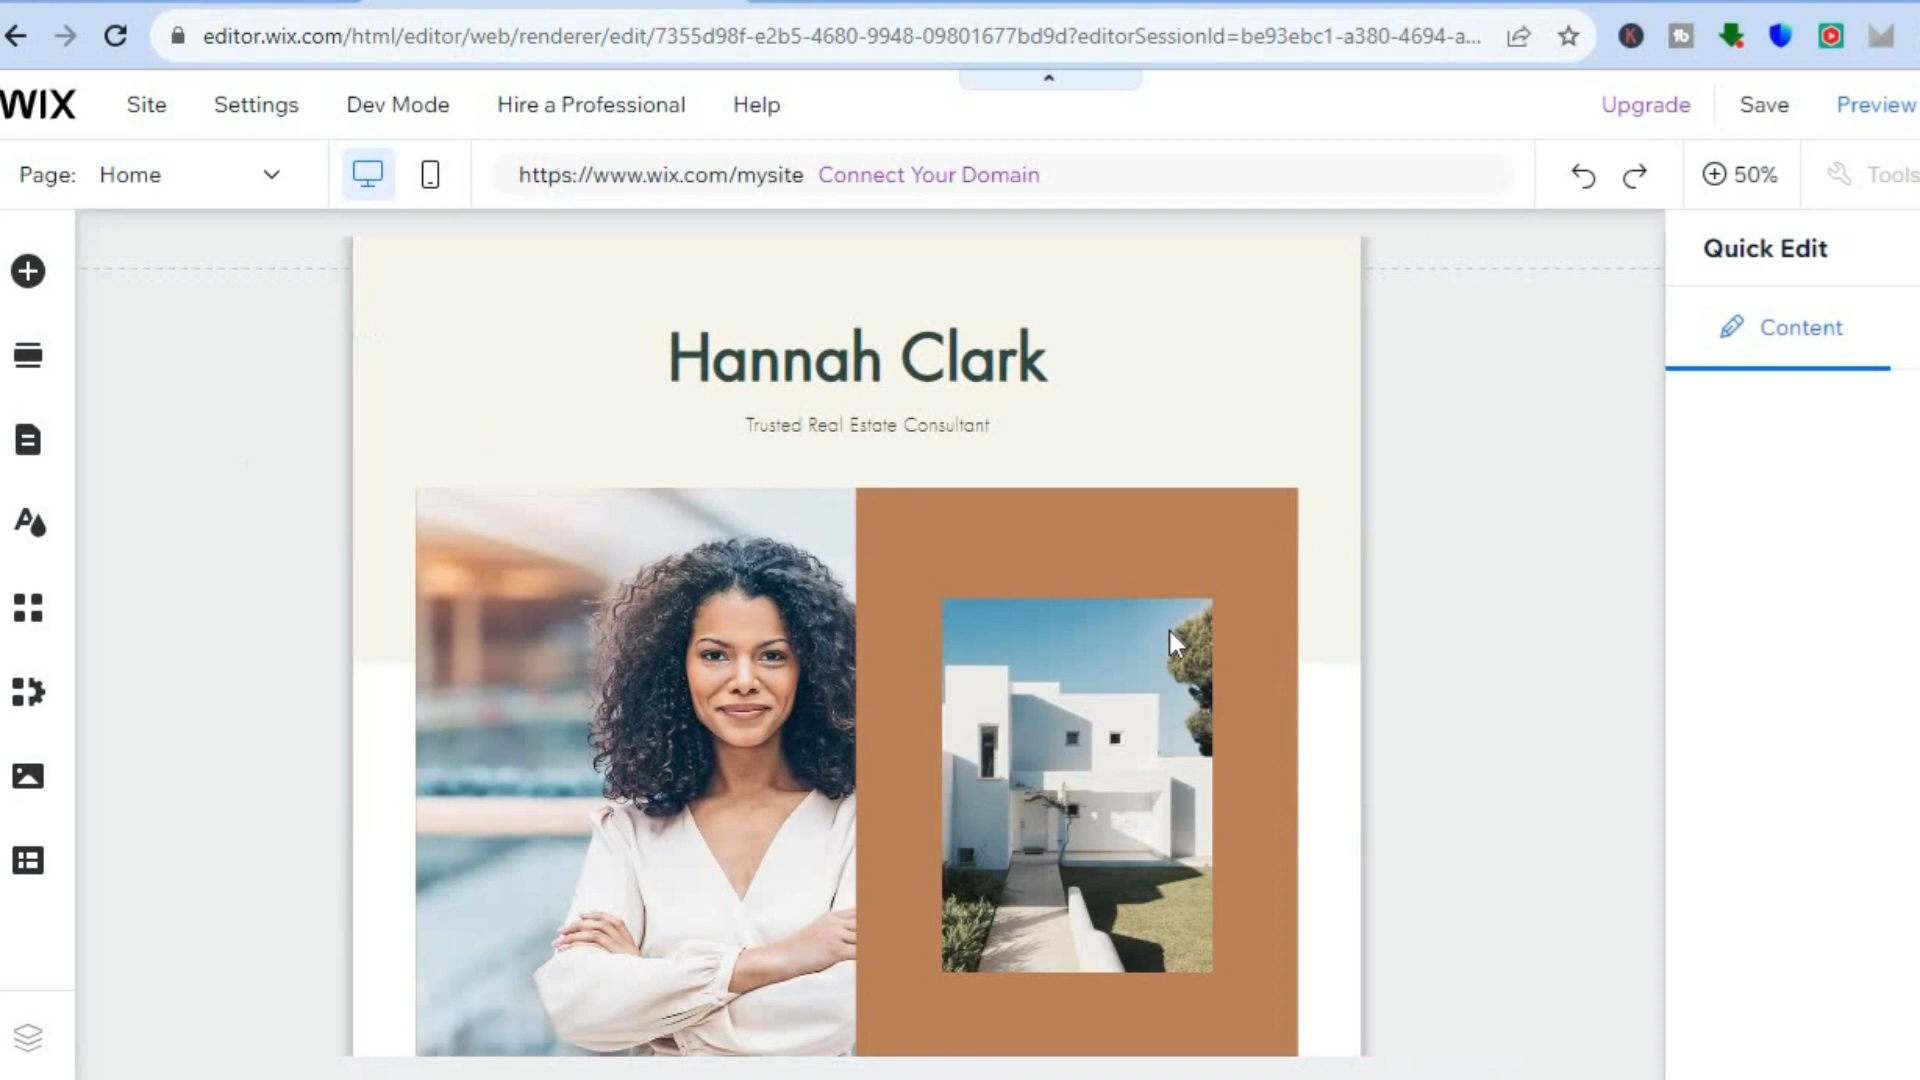 editor.wix.com/html/editor/web/renderer/edit/7355d98f-e2b5-4680-9948-09801677bd9d?editorSessionId=be93ebc1-a380-4694-a...
WIX Site Settings Dev Mode Hire a Professional Help Upgrade Save Preview
Page: Home https://www.wix.com/mysite Connect Your Domain 50% Tools
Quick Edit
Content
Hannah Clark
Trusted Real Estate Consultant